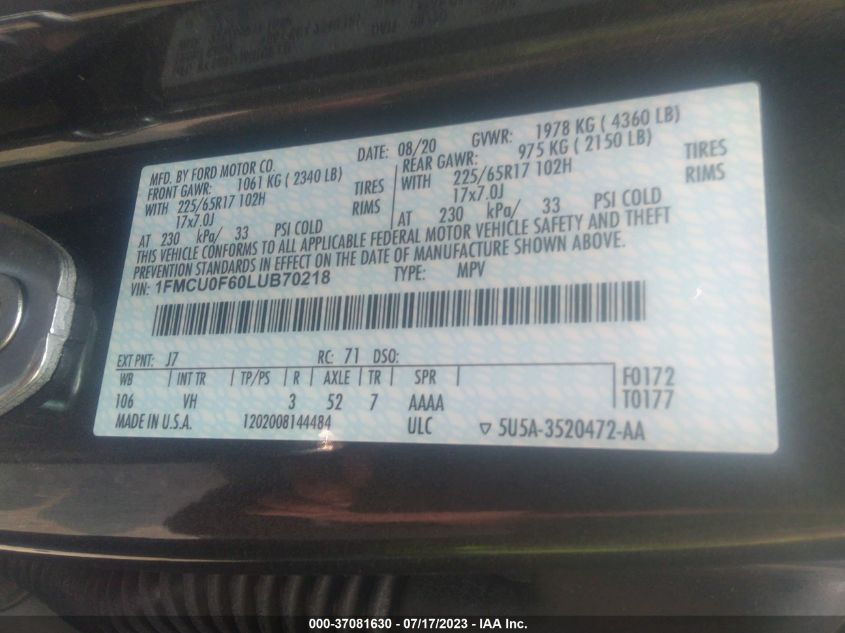 MFD. BY FORD MOTOR CO.
DATE: 08/20 GVWR: 1978 KG ( 4360 LB)
FRONT GAWR: 1061 KG ( 2340 LB) REAR GAWR: 975 KG ( 2150 LB)
WITH 225/65R17 102H TIRES WITH 225/65R17 102H TIRES
17x7.0J RIMS 17x7.0J RIMS
AT 230 kPa/ 33 PSI COLD AT 230 kPa/ 33 PSI COLD
THIS VEHICLE CONFORMS TO ALL APPLICABLE FEDERAL MOTOR VEHICLE SAFETY AND THEFT
PREVENTION STANDARDS IN EFFECT ON THE DATE OF MANUFACTURE SHOWN ABOVE.
VIN: 1FMCU0F60LUB70218 TYPE: MPV
EXT PNT: J7 RC: 71 DSO:
WB INT TR TP/PS R AXLE TR SPR F0172
106 VH 3 52 7 AAAA T0177
MADE IN U.S.A. 1202008144484 ULC ▽ 5U5A-3520472-AA
000-37081630 - 07/17/2023 - IAA Inc.